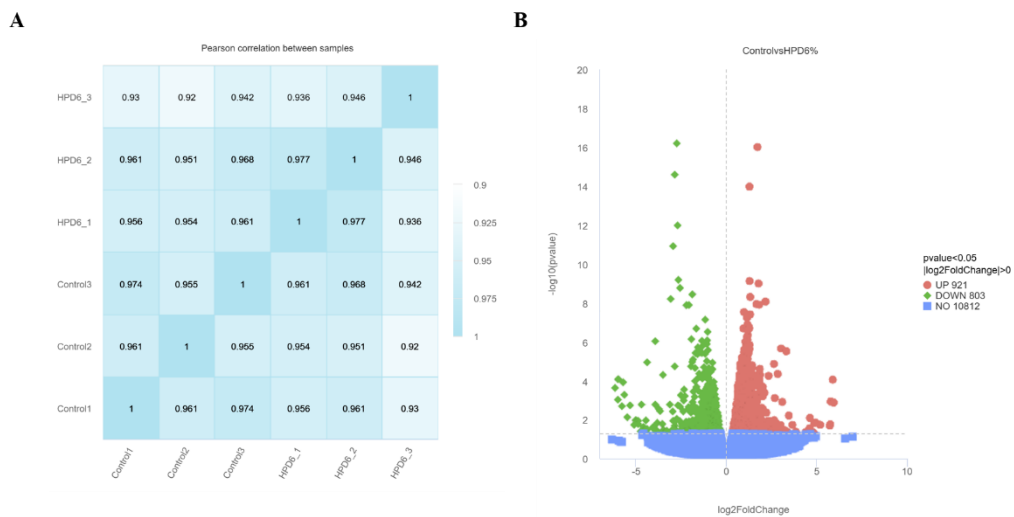 A
Pearson correlation between samples
HPD6_3 0.93 0.92 0.942 0.936 0.946 1
HPD6_2 0.961 0.951 0.968 0.977 1 0.946
HPD6_1 0.956 0.954 0.961 1 0.977 0.936
Control3 0.974 0.955 1 0.961 0.968 0.942
Control2 0.961 1 0.955 0.954 0.951 0.92
Control1 1 0.961 0.974 0.956 0.961 0.93
Control1 Control2 Control3 HPD6_1 HPD6_2 HPD6_3
0.9
0.925
0.95
0.975
1
B
ControlvsHPD6%
20
18
16
14
12
10
8
6
4
2
0
-5 0 5 10
-log10(pvalue)
log2FoldChange
pvalue<0.05
|log2FoldChange|>0
UP 921
DOWN 803
NO 10812